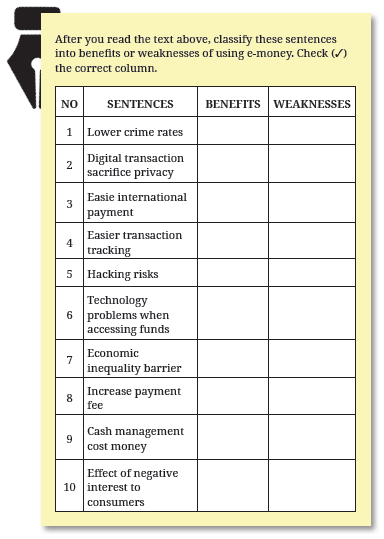 After you read the text above, classify these sentences
into benefits or weaknesses of using e-money. Check (✓)
the correct column.
NO SENTENCES BENEFITS WEAKNESSES
1 Lower crime rates
2 Digital transaction
sacrifice privacy
3 Easie international
payment
4 Easier transaction
tracking
5 Hacking risks
6 Technology
problems when
accessing funds
7 Economic
inequality barrier
8 Increase payment
fee
9 Cash management
cost money
10 Effect of negative
interest to
consumers